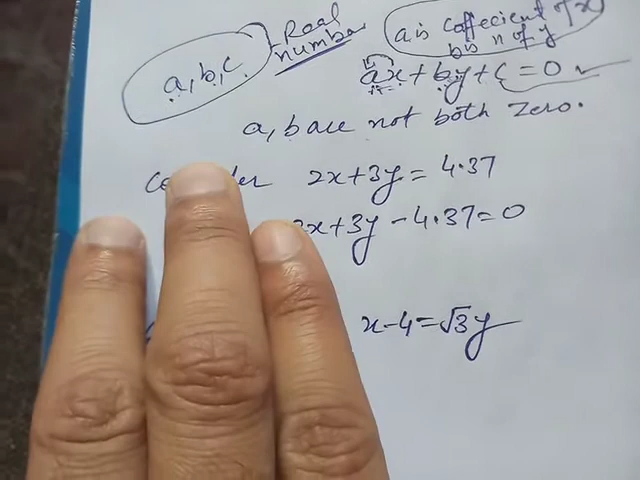 a, b, c
Real
number
a is coffecient of x
b is n of y
ax + by + c = 0
a, b are not both Zero.
2x + 3y = 4.37
2x + 3y - 4.37 = 0
x - 4 = √3y